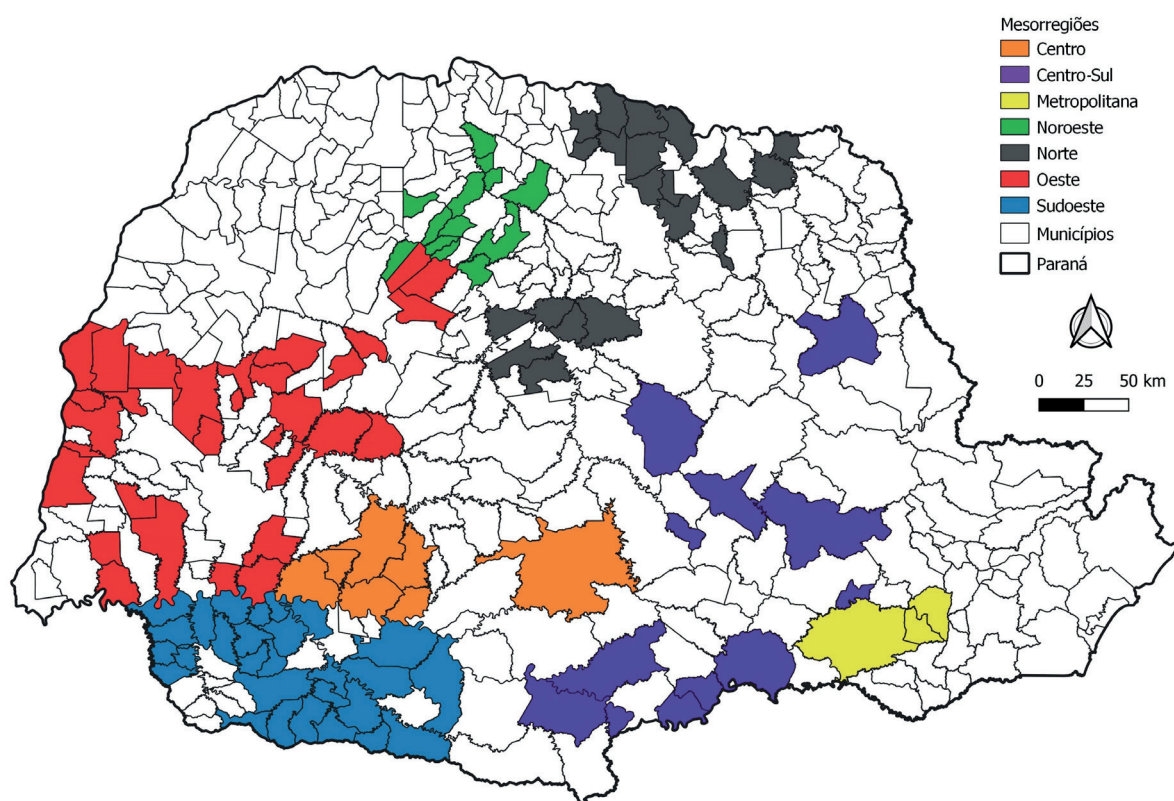 Mesorregiões
Centro
Centro-Sul
Metropolitana
Noroeste
Norte
Oeste
Sudoeste
Municípios
Paraná
0 25 50 km